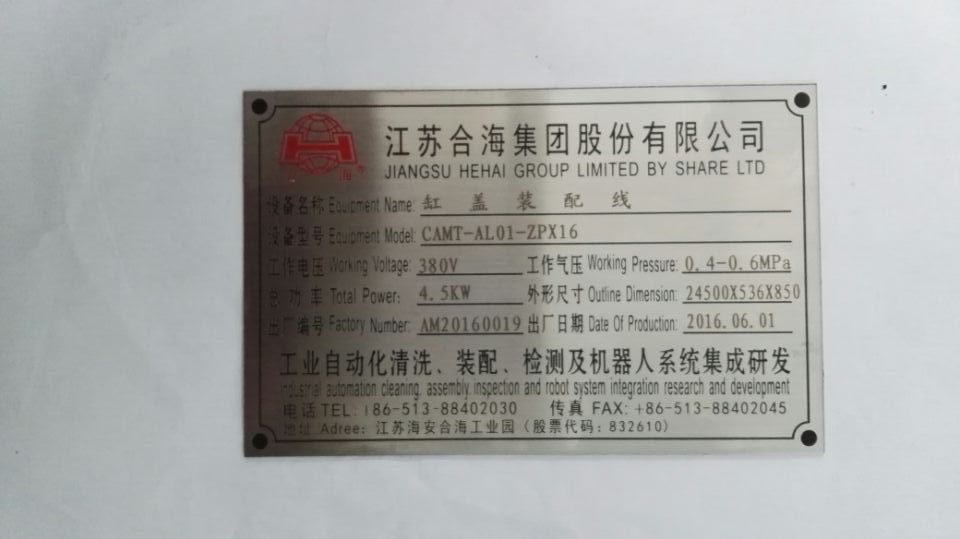 江苏合海集团股份有限公司
JIANGSU HEHAI GROUP LIMITED BY SHARE LTD
海
设备名称 Equipment Name: 缸 盖 装 配 线
设备型号 Equipment Model: CAMT-AL01-ZPX16
工作电压 Working Voltage: 380V 工作气压 Working Pressure: 0.4-0.6MPa
总功率 Total Power: 4.5KW 外形尺寸 Outline Dimension: 24500X536X850
出厂编号 Factory Number: AM20160019 出厂日期 Date Of Production: 2016.06.01
工业自动化清洗、装配、检测及机器人系统集成研发
Industrial automation cleaning, assembly, inspection and robot system integration research and development
电话 TEL: +86-513-88402030 传真 FAX: +86-513-88402045
地址 Adree: 江苏海安合海工业园（股票代码: 832610）